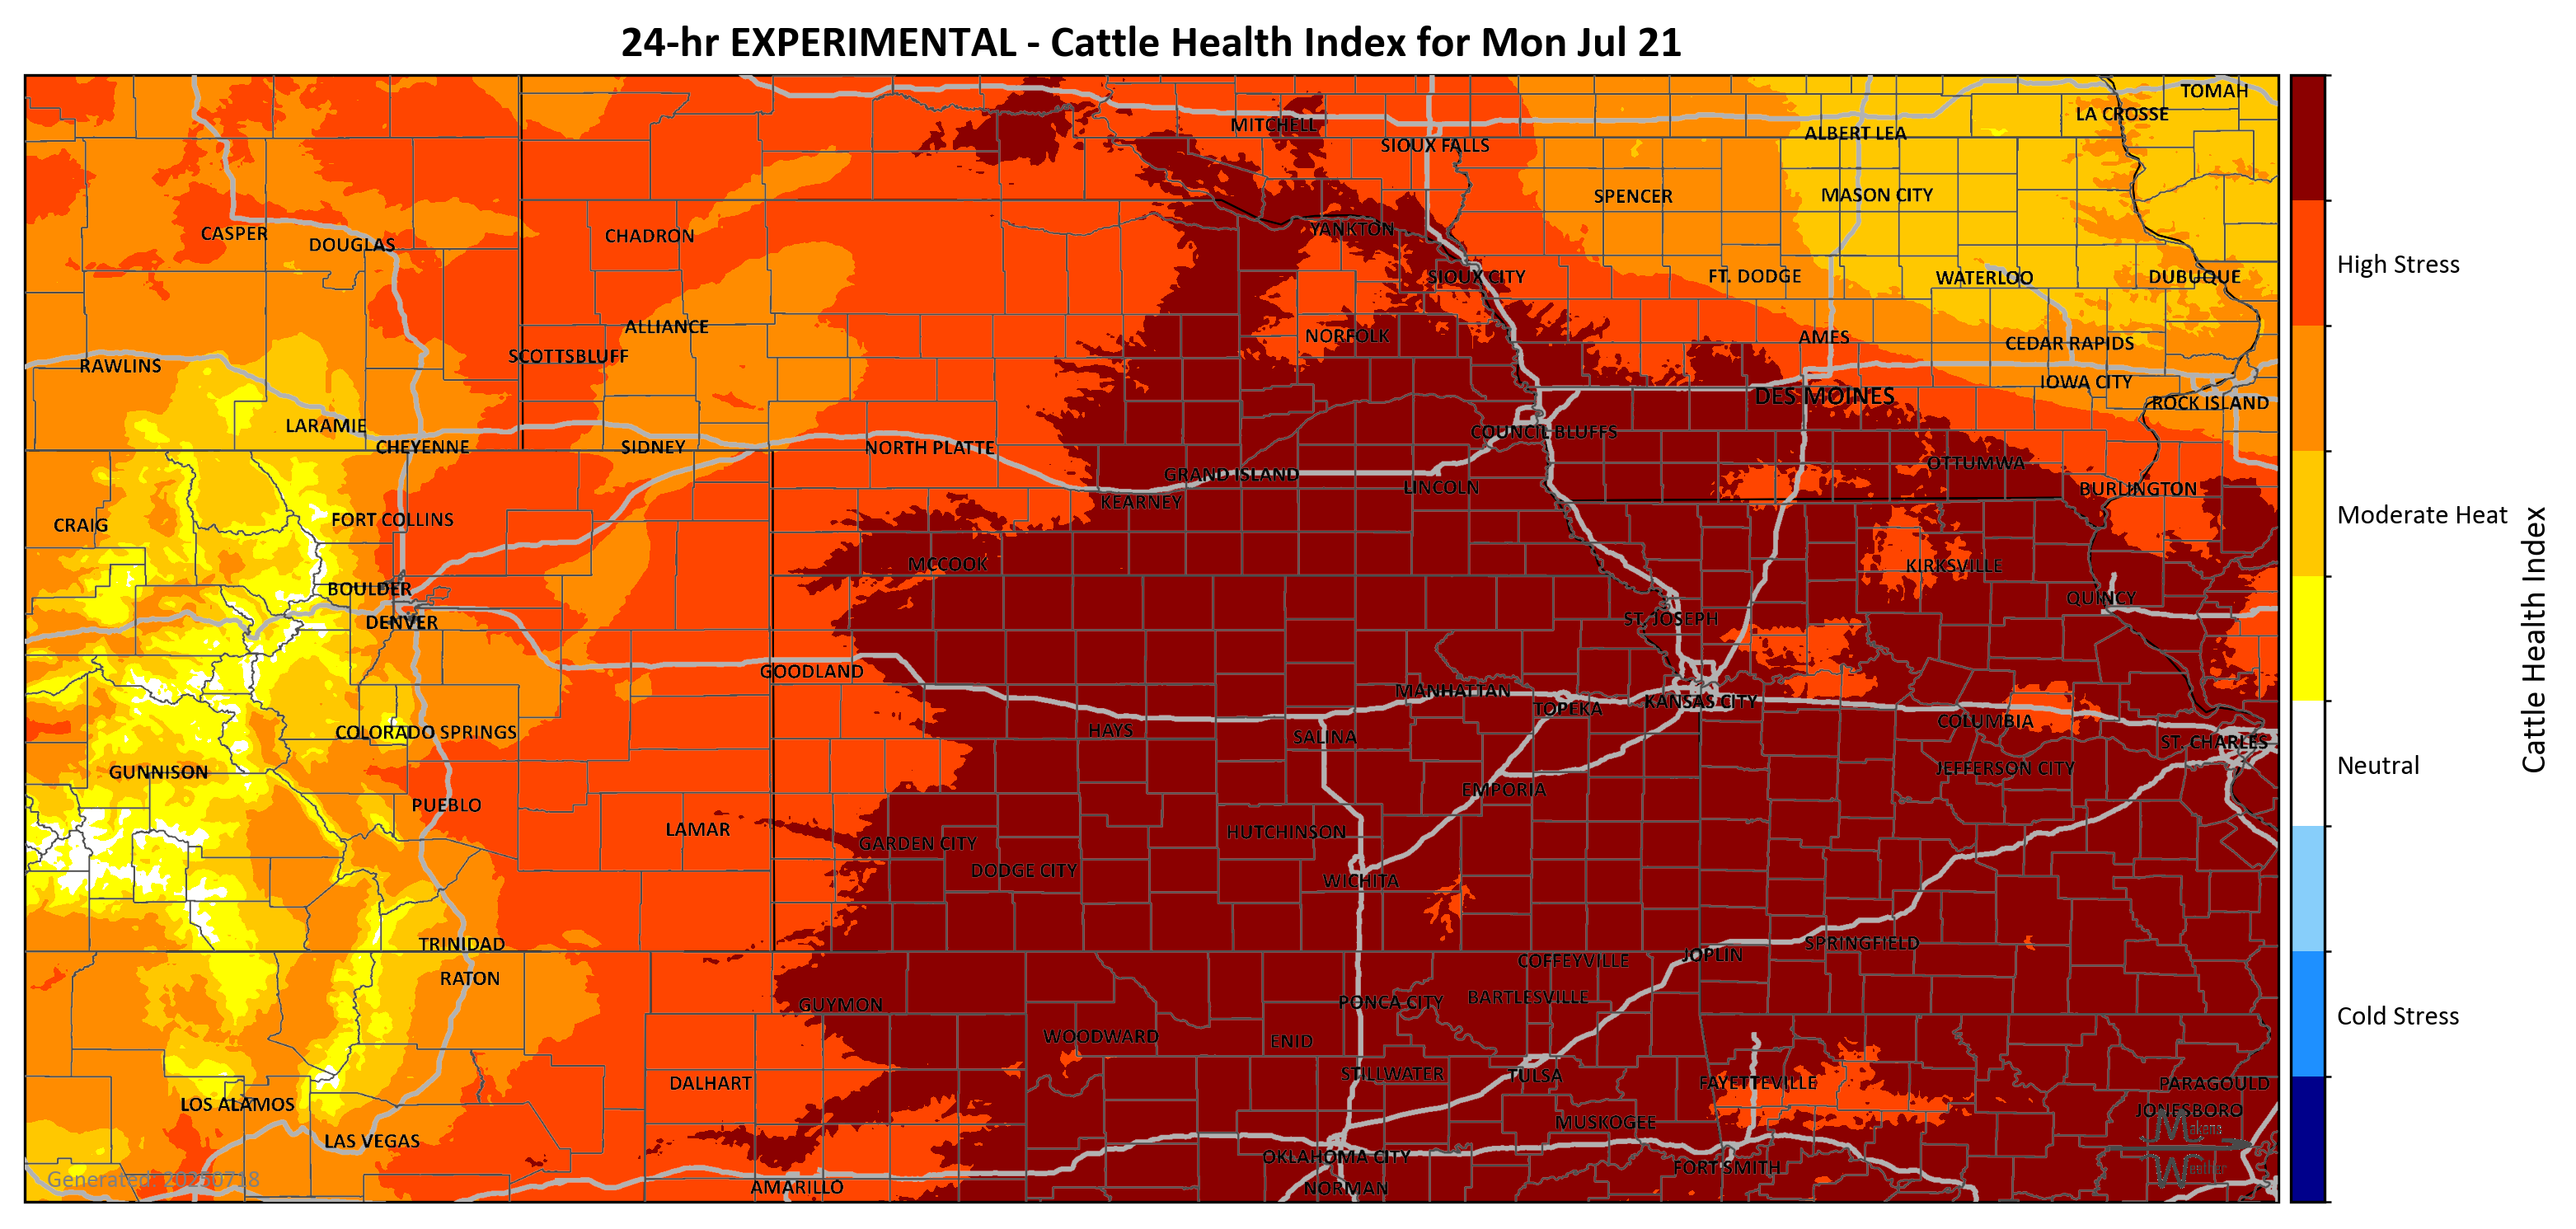 24-hr EXPERIMENTAL - Cattle Health Index for Mon Jul 21
TOMAH
LA CROSSE
MITCHELL
ALBERT LEA
SIOUX FALLS
SPENCER
MASON CITY
CASPER
DOUGLAS
CHADRON
YANKTON
SIOUX CITY
FT. DODGE
WATERLOO
DUBUQUE
High Stress
ALLIANCE
NORFOLK
AMES
CEDAR RAPIDS
RAWLINS
SCOTTSBLUFF
IOWA CITY
DES MOINES
ROCK ISLAND
LARAMIE
COUNCIL BLUFFS
CHEYENNE
SIDNEY
NORTH PLATTE
OTTUMWA
GRAND ISLAND
LINCOLN
BURLINGTON
KEARNEY
CRAIG
FORT COLLINS
Moderate Heat
MCCOOK
KIRKSVILLE
BOULDER
QUINCY
DENVER
ST. JOSEPH
Cattle Health Index
GOODLAND
MANHATTAN
TOPEKA
KANSAS CITY
COLUMBIA
COLORADO SPRINGS
HAYS
SALINA
ST. CHARLES
GUNNISON
JEFFERSON CITY
Neutral
EMPORIA
PUEBLO
LAMAR
HUTCHINSON
GARDEN CITY
DODGE CITY
WICHITA
TRINIDAD
SPRINGFIELD
JOPLIN
COFFEYVILLE
RATON
GUYMON
PONCA CITY
BARTLESVILLE
Cold Stress
WOODWARD
ENID
STILLWATER
TULSA
DALHART
FAYETTEVILLE
PARAGOULD
LOS ALAMOS
JONESBORO
MUSKOGEE
Makens
LAS VEGAS
OKLAHOMA CITY
FORT SMITH
Weather
Generated: 20250718
AMARILLO
NORMAN